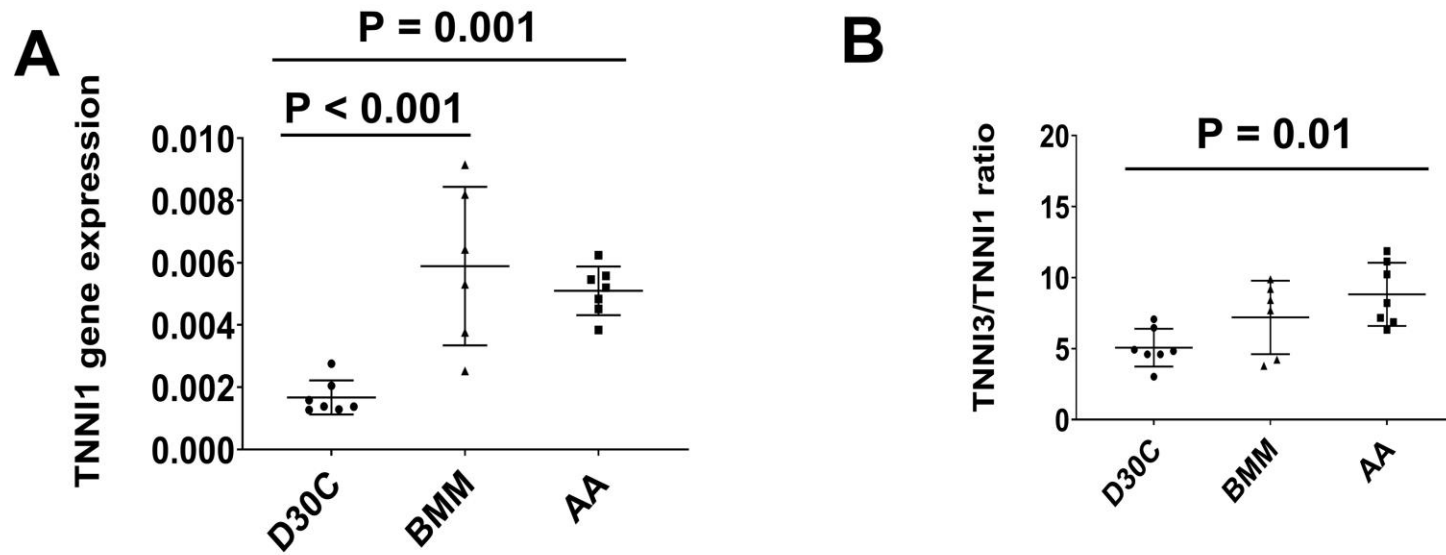 A
P = 0.001
P < 0.001
TNNI1 gene expression
0.010
0.008
0.006
0.004
0.002
0.000
D30C
BMM
AA
B
P = 0.01
TNNI3/TNNI1 ratio
20
15
10
5
0
D30C
BMM
AA